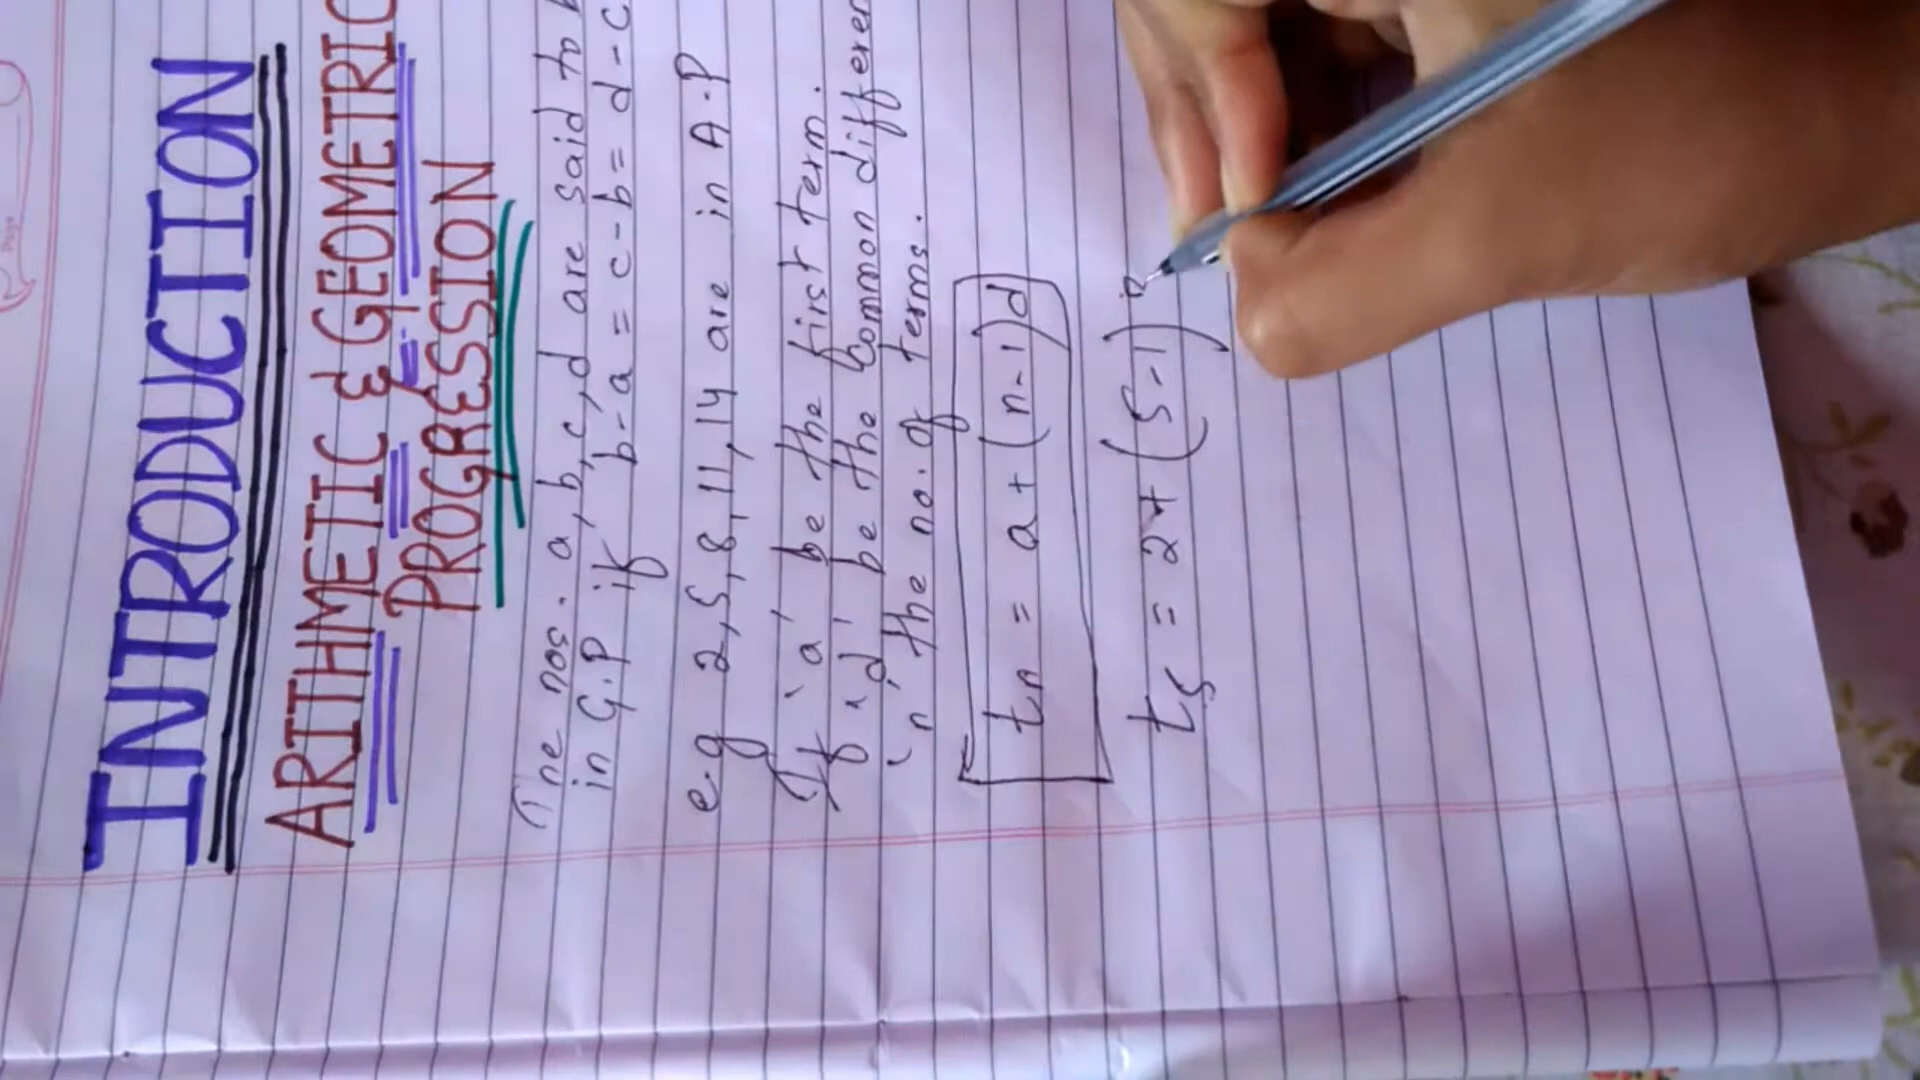 INTRODUCTION
ARITHMETIC & GEOMETRIC
PROGRESSION
The nos. a, b, c, d are said to
in G.P if b-a = c-b = d-c
e.g 2, 5, 8, 11, 14 are in A.P
If 'a' be the first term.
& 'd' be the common differen
'n' the no. of terms.
tn = a + (n-1)d
t5 = 2+ (5-1)
Page